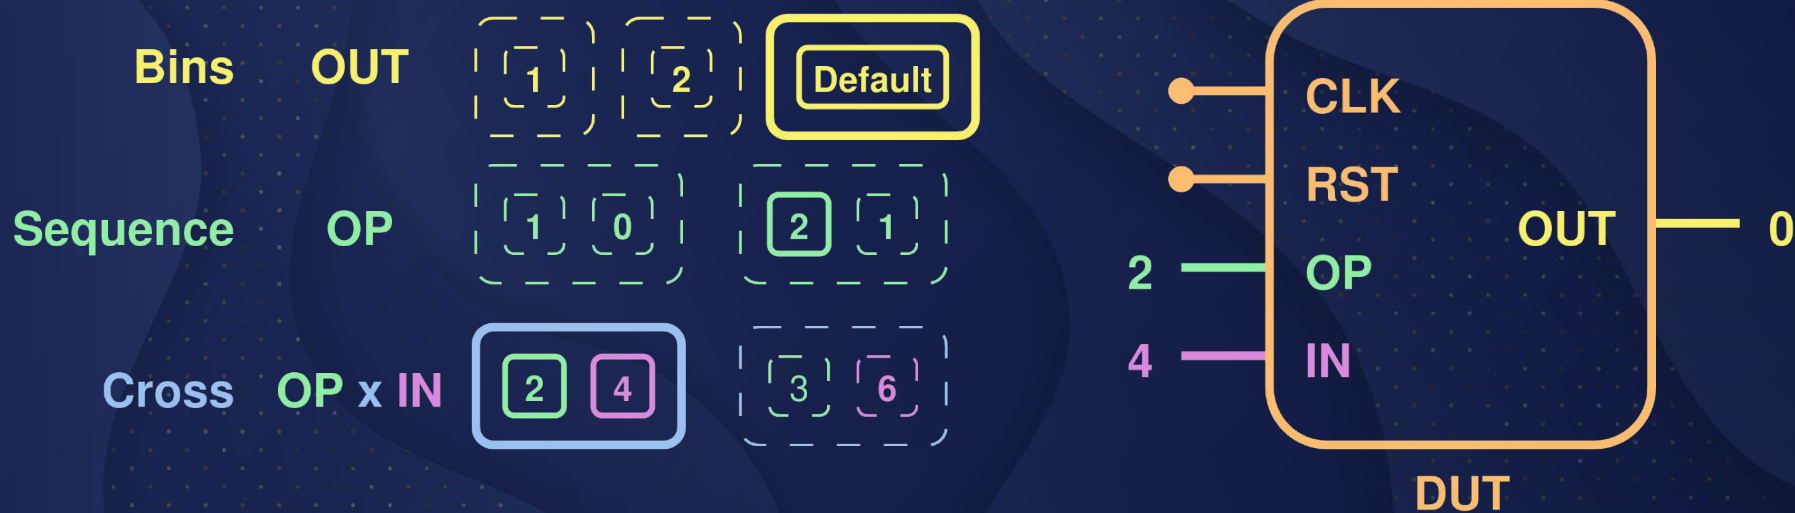 Bins OUT 1 2 Default
Sequence OP 1 0 2 1
Cross OP x IN 2 4 3 6
CLK
RST
OUT 0
2 OP
4 IN
DUT